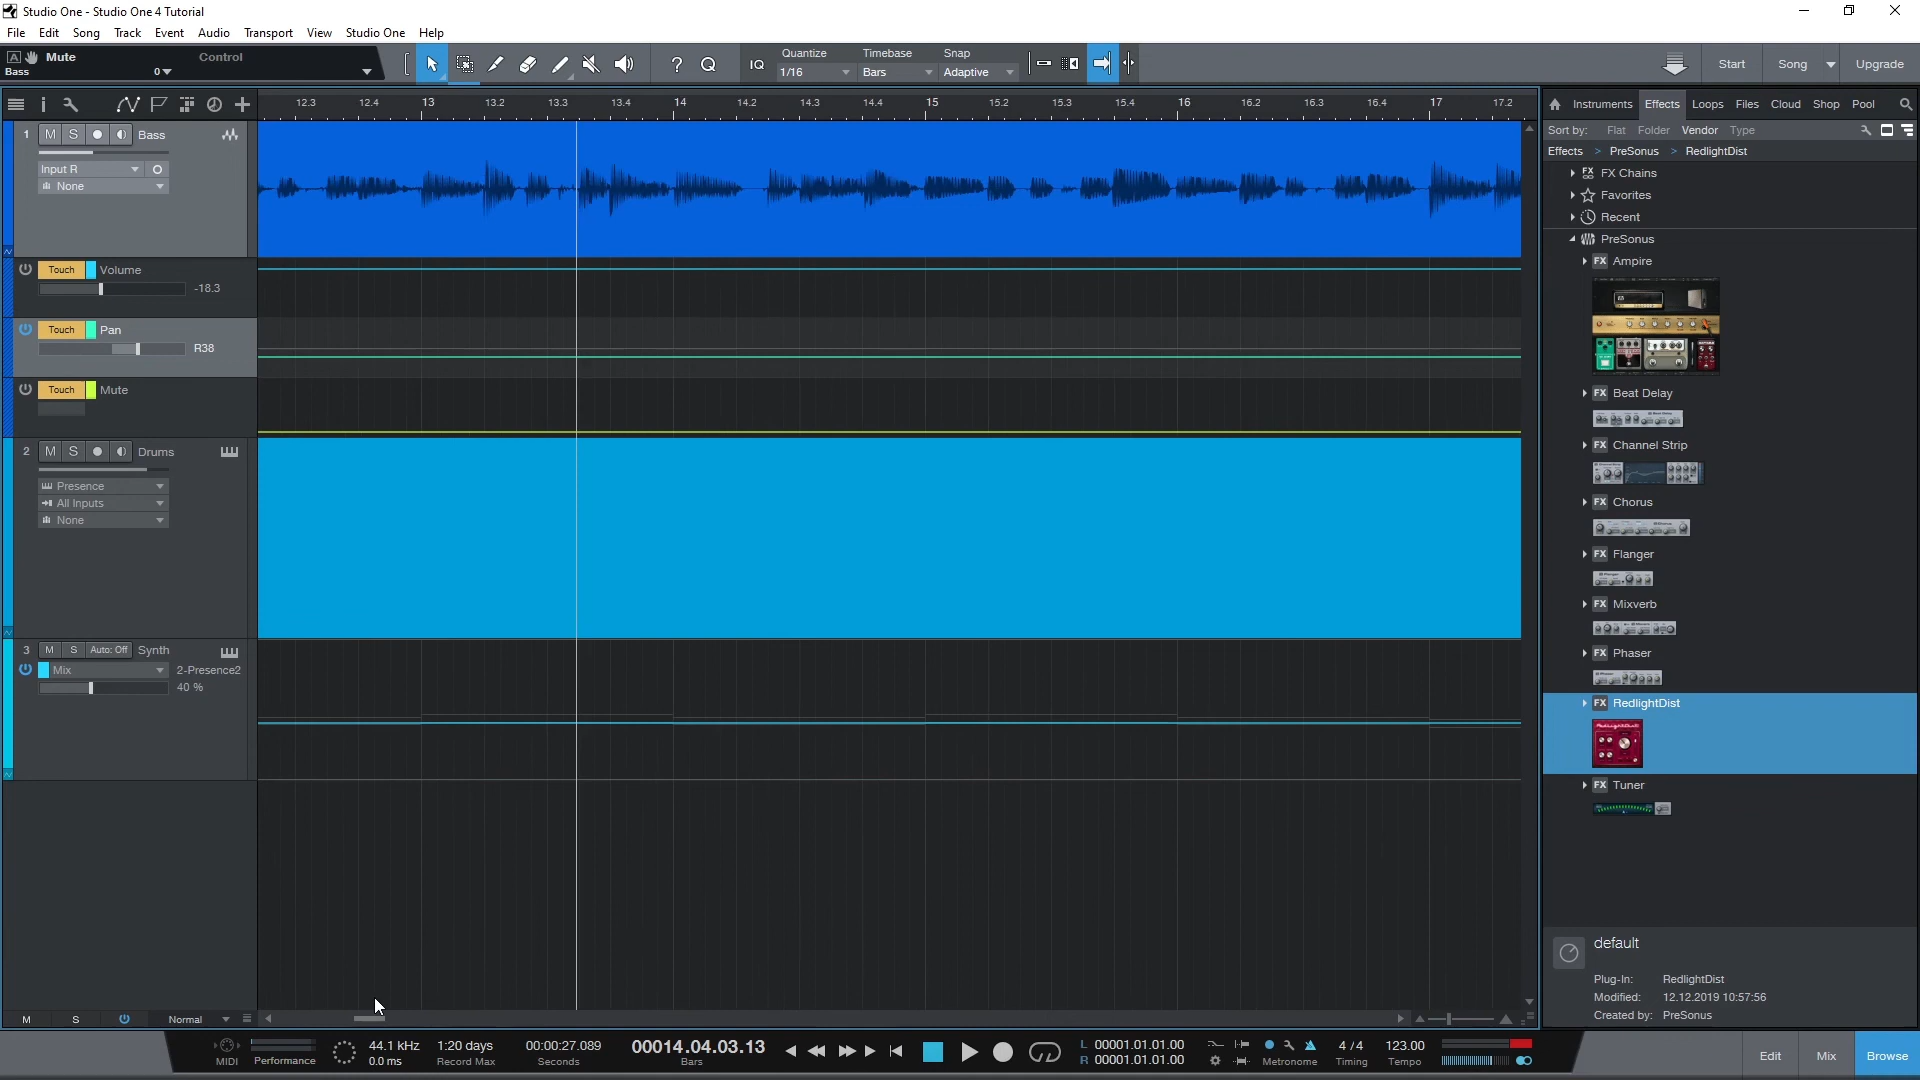 Studio One - Studio One 4 Tutorial
File Edit Song Track Event Audio Transport View Studio One Help
A Mute Control
Bass 0
? Q IQ
Quantize Timebase Snap
1/16 Bars Adaptive
Start Song Upgrade
12.3 12.4 13 13.2 13.3 13.4 14 14.2 14.3 14.4 15 15.2 15.3 15.4 16 16.2 16.3 16.4 17 17.2
1 M S Bass
Input R
None
Touch Volume
-18.3
Touch Pan
R38
Touch Mute
2 M S Drums
Presence
All Inputs
None
3 M S Auto: Off Synth
Mix 2-Presence2
40 %
M S Normal
Instruments Effects Loops Files Cloud Shop Pool
Sort by: Flat Folder Vendor Type
Effects > PreSonus > RedlightDist
FX Chains
Favorites
Recent
PreSonus
FX Ampire
FX Beat Delay
FX Channel Strip
FX Chorus
FX Flanger
FX Mixverb
FX Phaser
FX RedlightDist
FX Tuner
default
Plug-In: RedlightDist
Modified: 12.12.2019 10:57:56
Created by: PreSonus
MIDI
Performance
44.1 kHz
0.0 ms
1:20 days
Record Max
00:00:27.089
Seconds
00014.04.03.13
Bars
L 00001.01.01.00
R 00001.01.01.00
Metronome
4 / 4
Timing
123.00
Tempo
Edit Mix Browse